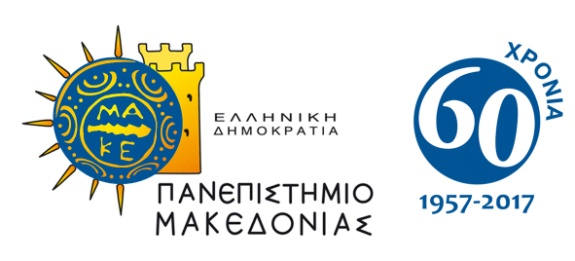 ΜΑ
ΚΕ
ΕΛΛΗΝΙΚΗ
ΔΗΜΟΚΡΑΤΙΑ
ΠΑΝΕΠΙΣΤΗΜΙΟ
ΜΑΚΕΔΟΝΙΑΣ
60
ΧΡΟΝΙΑ
1957-2017